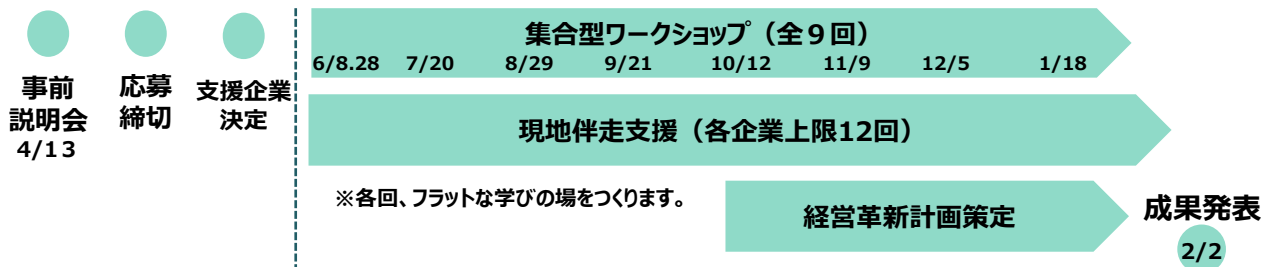 事前
説明会
4/13
応募
締切
支援企業
決定
集合型ワークショップ（全９回）
6/8.28 7/20 8/29 9/21 10/12 11/9 12/5 1/18
現地伴走支援（各企業上限12回）
※各回、フラットな学びの場をつくります。
経営革新計画策定
成果発表
2/2